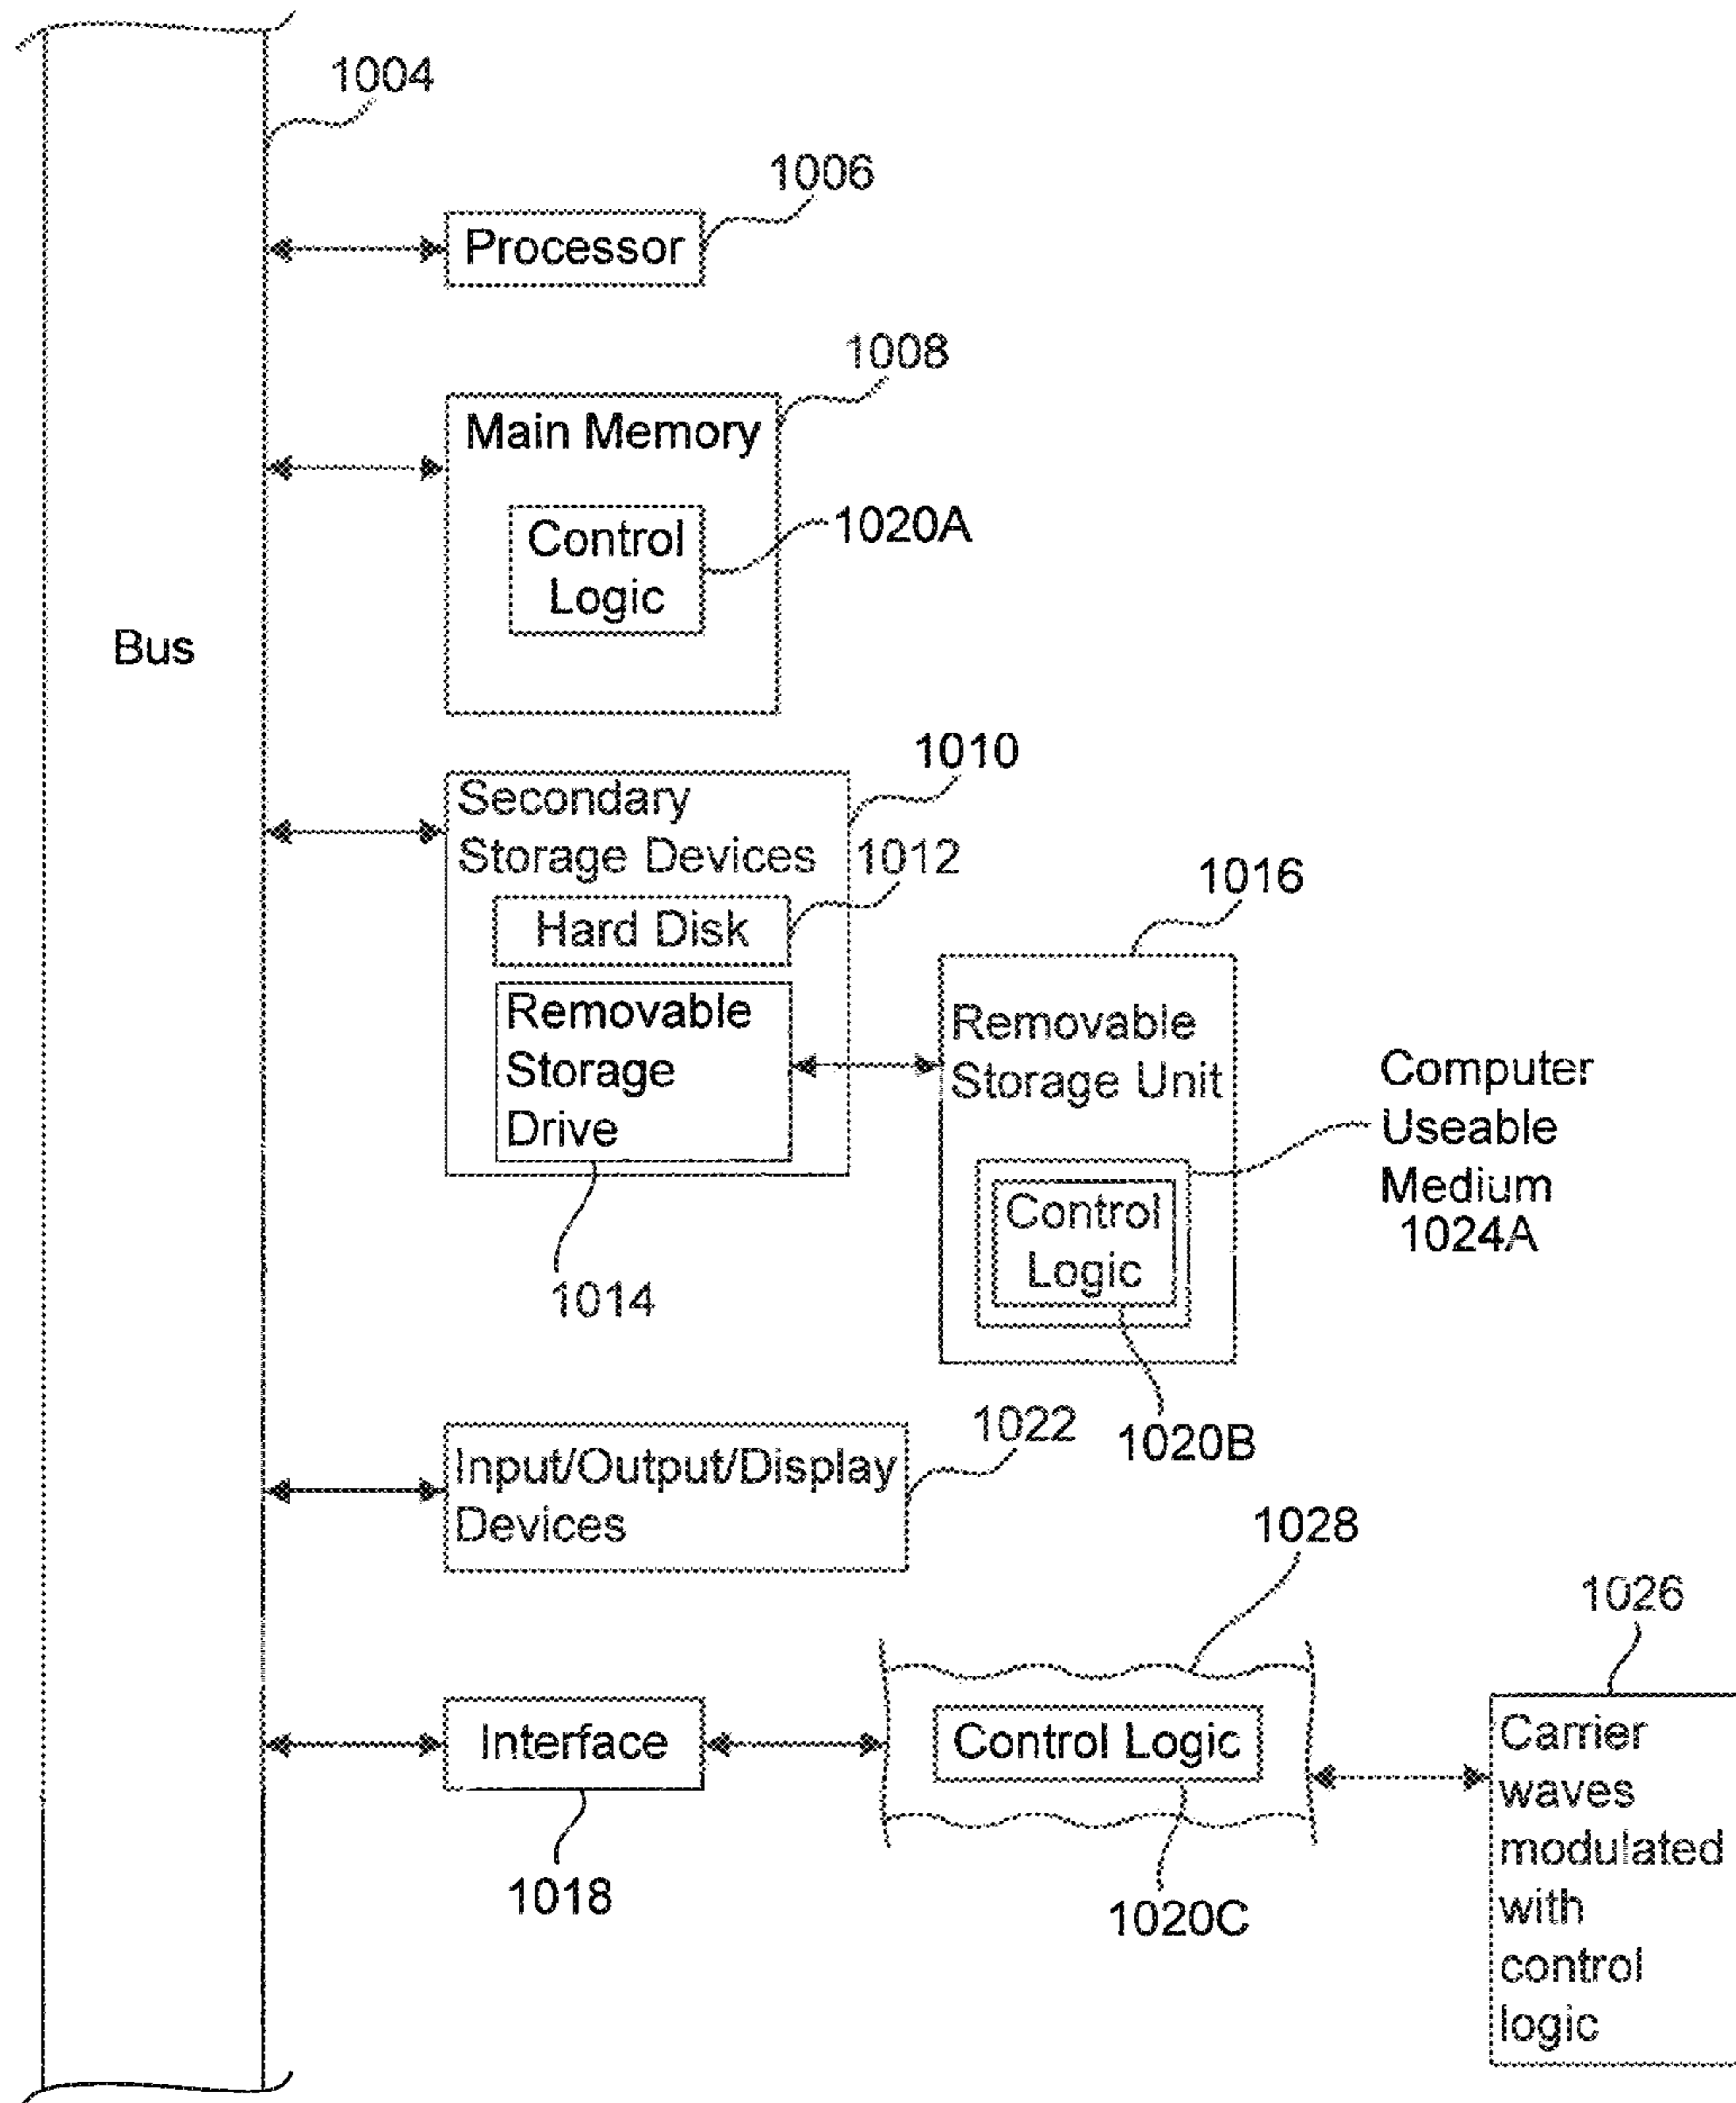 1004
1006
Processor
1008
Main Memory
Control
Logic
1020A
Bus
1010
Secondary
Storage Devices
1012
Hard Disk
Removable
Storage
Drive
1014
1016
Removable
Storage Unit
Computer
Useable
Medium
1024A
Control
Logic
1020B
1022
Input/Output/Display
Devices
1028
1026
Interface
1018
Control Logic
1020C
Carrier
waves
modulated
with
control
logic